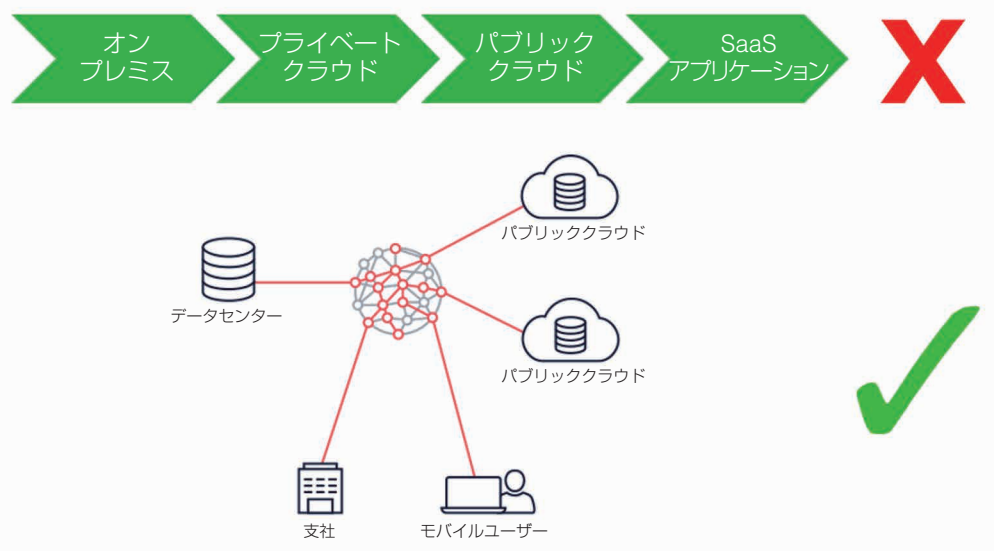 オン
プレミス
プライベート
クラウド
パブリック
クラウド
SaaS
アプリケーション
X
パブリッククラウド
データセンター
パブリッククラウド
支社
モバイルユーザー